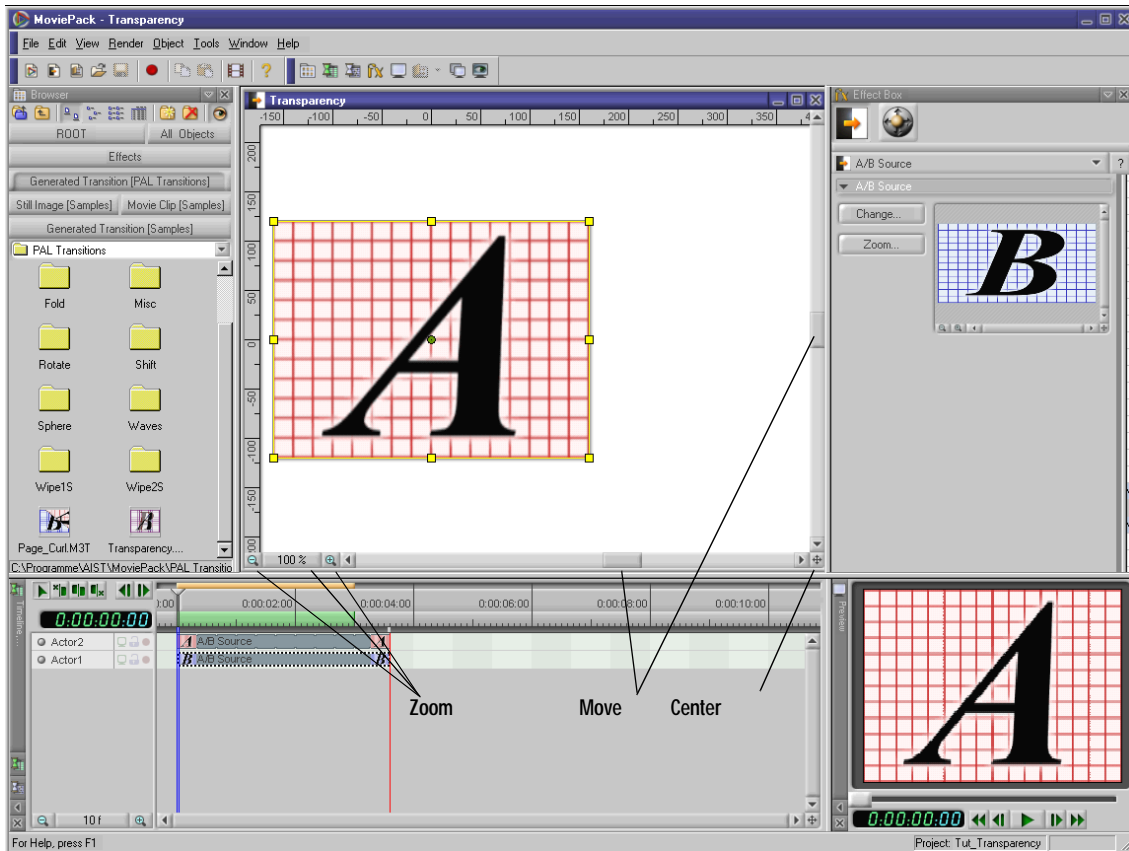 MoviePack - Transparency
File Edit View Render Object Tools Window Help
Browser
ROOT All Objects
Effects
Generated Transition [PAL Transitions]
Still Image [Samples] Movie Clip [Samples]
Generated Transition [Samples]
PAL Transitions
Fold Misc
Rotate Shift
Sphere Waves
Wipe1S Wipe2S
Page_Curl.M3T Transparency....
C:\Programme\AIST\MoviePack\PAL Transitio
Transparency
-150 -100 -50 0 50 100 150 200 250 300 350 4
200
150
100
50
0
-50
-100
-150
-200
A
100 %
Effect Box
A/B Source ?
A/B Source
Change...
Zoom...
B
Timeline...
0:00:00:00
0:00 0:00:02:00 0:00:04:00 0:00:06:00 0:00:08:00 0:00:10:00
Actor2 A A/B Source A
Actor1 B A/B Source B
Zoom Move Center
10 f
Preview
A
0:00:00:00
For Help, press F1
Project: Tut_Transparency